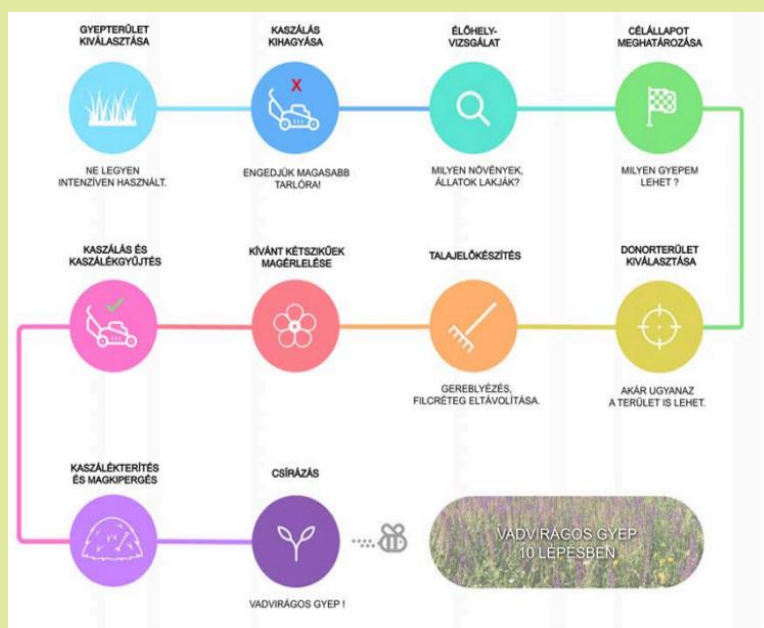 GYEPTERÜLET
KIVÁLASZTÁSA
NE LEGYEN
INTENZÍVEN HASZNÁLT.
KASZÁLÁS
KIHAGYÁSA
X
ENGEDJÜK MAGASABB
TARLÓRA!
ÉLŐHELY-
VIZSGÁLAT
MILYEN NÖVÉNYEK,
ÁLLATOK LAKJÁK?
CÉLÁLLAPOT
MEGHATÁROZÁSA
MILYEN GYEPEM
LEHET ?
DONORTERÜLET
KIVÁLASZTÁSA
AKÁR UGYANAZ
A TERÜLET IS LEHET.
TALAJELŐKÉSZÍTÉS
GEREBLYÉZÉS,
FILCRÉTEG ELTÁVOLÍTÁSA.
KÍVÁNT KÉTSZIKŰEK
MAGÉRLELÉSE
KASZÁLÁS ÉS
KASZÁLÉKGYŰJTÉS
KASZÁLÉKTERÍTÉS
ÉS MAGKIPERGÉS
CSÍRÁZÁS
VADVIRÁGOS GYEP !
VADVIRÁGOS GYEP
10 LÉPÉSBEN